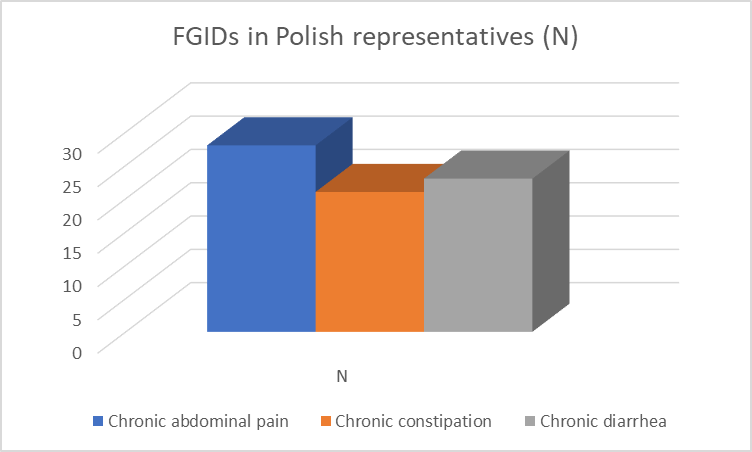 FGIDs in Polish representatives (N)
30
25
20
15
10
5
0
N
Chronic abdominal pain Chronic constipation Chronic diarrhea